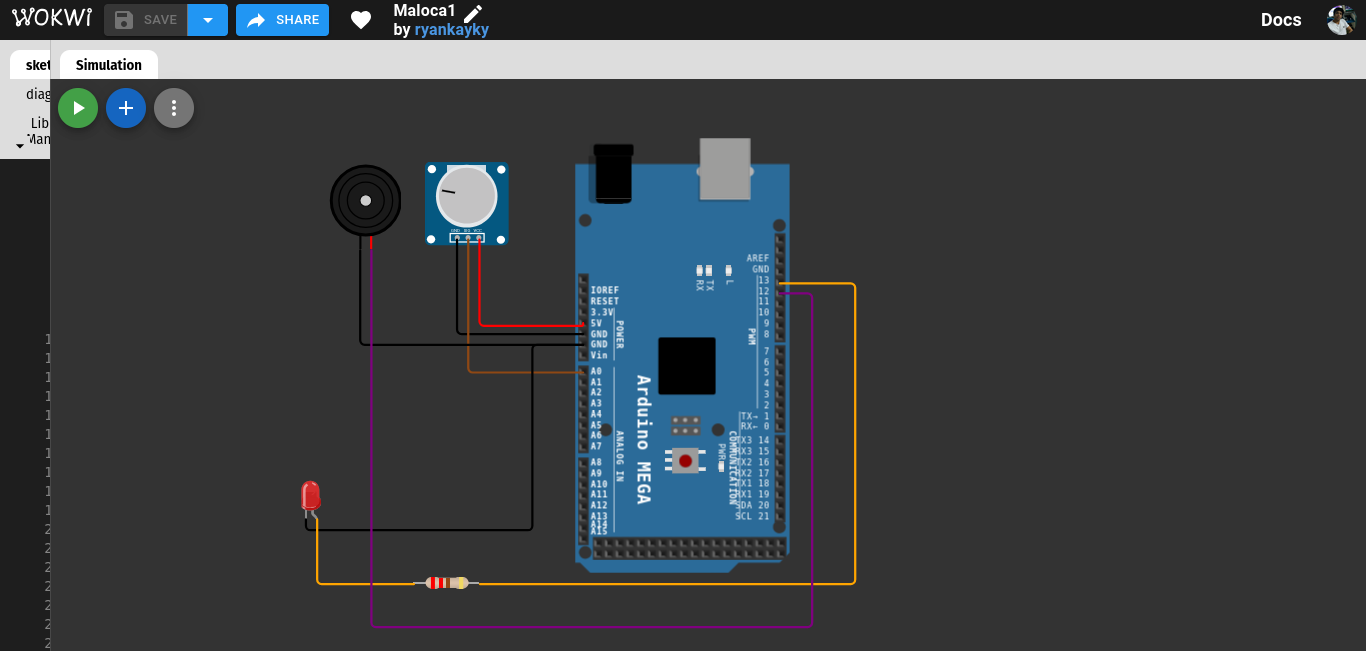 WOKWI
SAVE
SHARE
Maloca1
by ryankayky
Docs
sket
Simulation
diag
Lib
Man
GND SIG VCC
AREF
GND
13
12
11
10
9
8
7
6
5
4
3
2
TX→ 1
RX← 0
TX3 14
RX3 15
TX2 16
RX2 17
TX1 18
RX1 19
SDA 20
SCL 21
PWM
COMMUNICATION
RX
TX
L
PWR
IOREF
RESET
3.3V
5V
GND
GND
Vin
POWER
A0
A1
A2
A3
A4
A5
A6
A7
A8
A9
A10
A11
A12
A13
A14
A15
ANALOG IN
Arduino MEGA
1
1
1
1
1
1
1
1
1
1
2
2
2
2
2
2
2